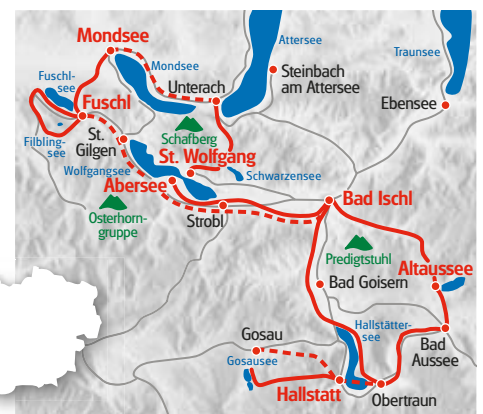 Mondsee
Attersee
Traunsee
Mondsee
Fuschl-
see
Steinbach
am Attersee
Unterach
Fuschl
Ebensee
St.
Gilgen
Schafberg
Filbling-
see
St. Wolfgang
Wolfgangsee
Schwarzensee
Abersee
Bad Ischl
Osterhorn-
gruppe
Strobl
Predigtstuhl
Altaussee
Bad Goisern
Hallstätter-
see
Gosau
Bad
Aussee
Gosausee
Hallstatt
Obertraun